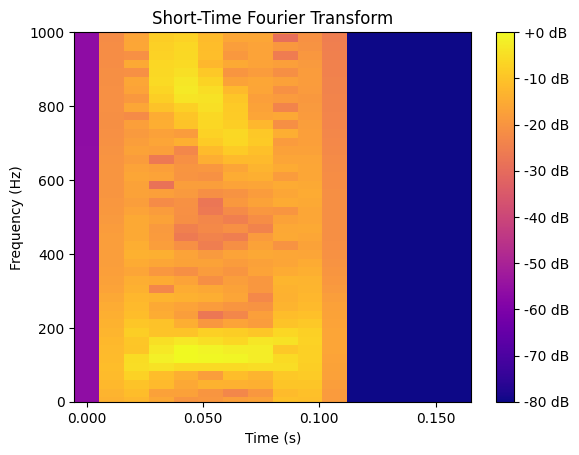 Short-Time Fourier Transform
1000
800
600
400
200
0
Frequency (Hz)
0.000
0.050
0.100
0.150
Time (s)
+0 dB
-10 dB
-20 dB
-30 dB
-40 dB
-50 dB
-60 dB
-70 dB
-80 dB